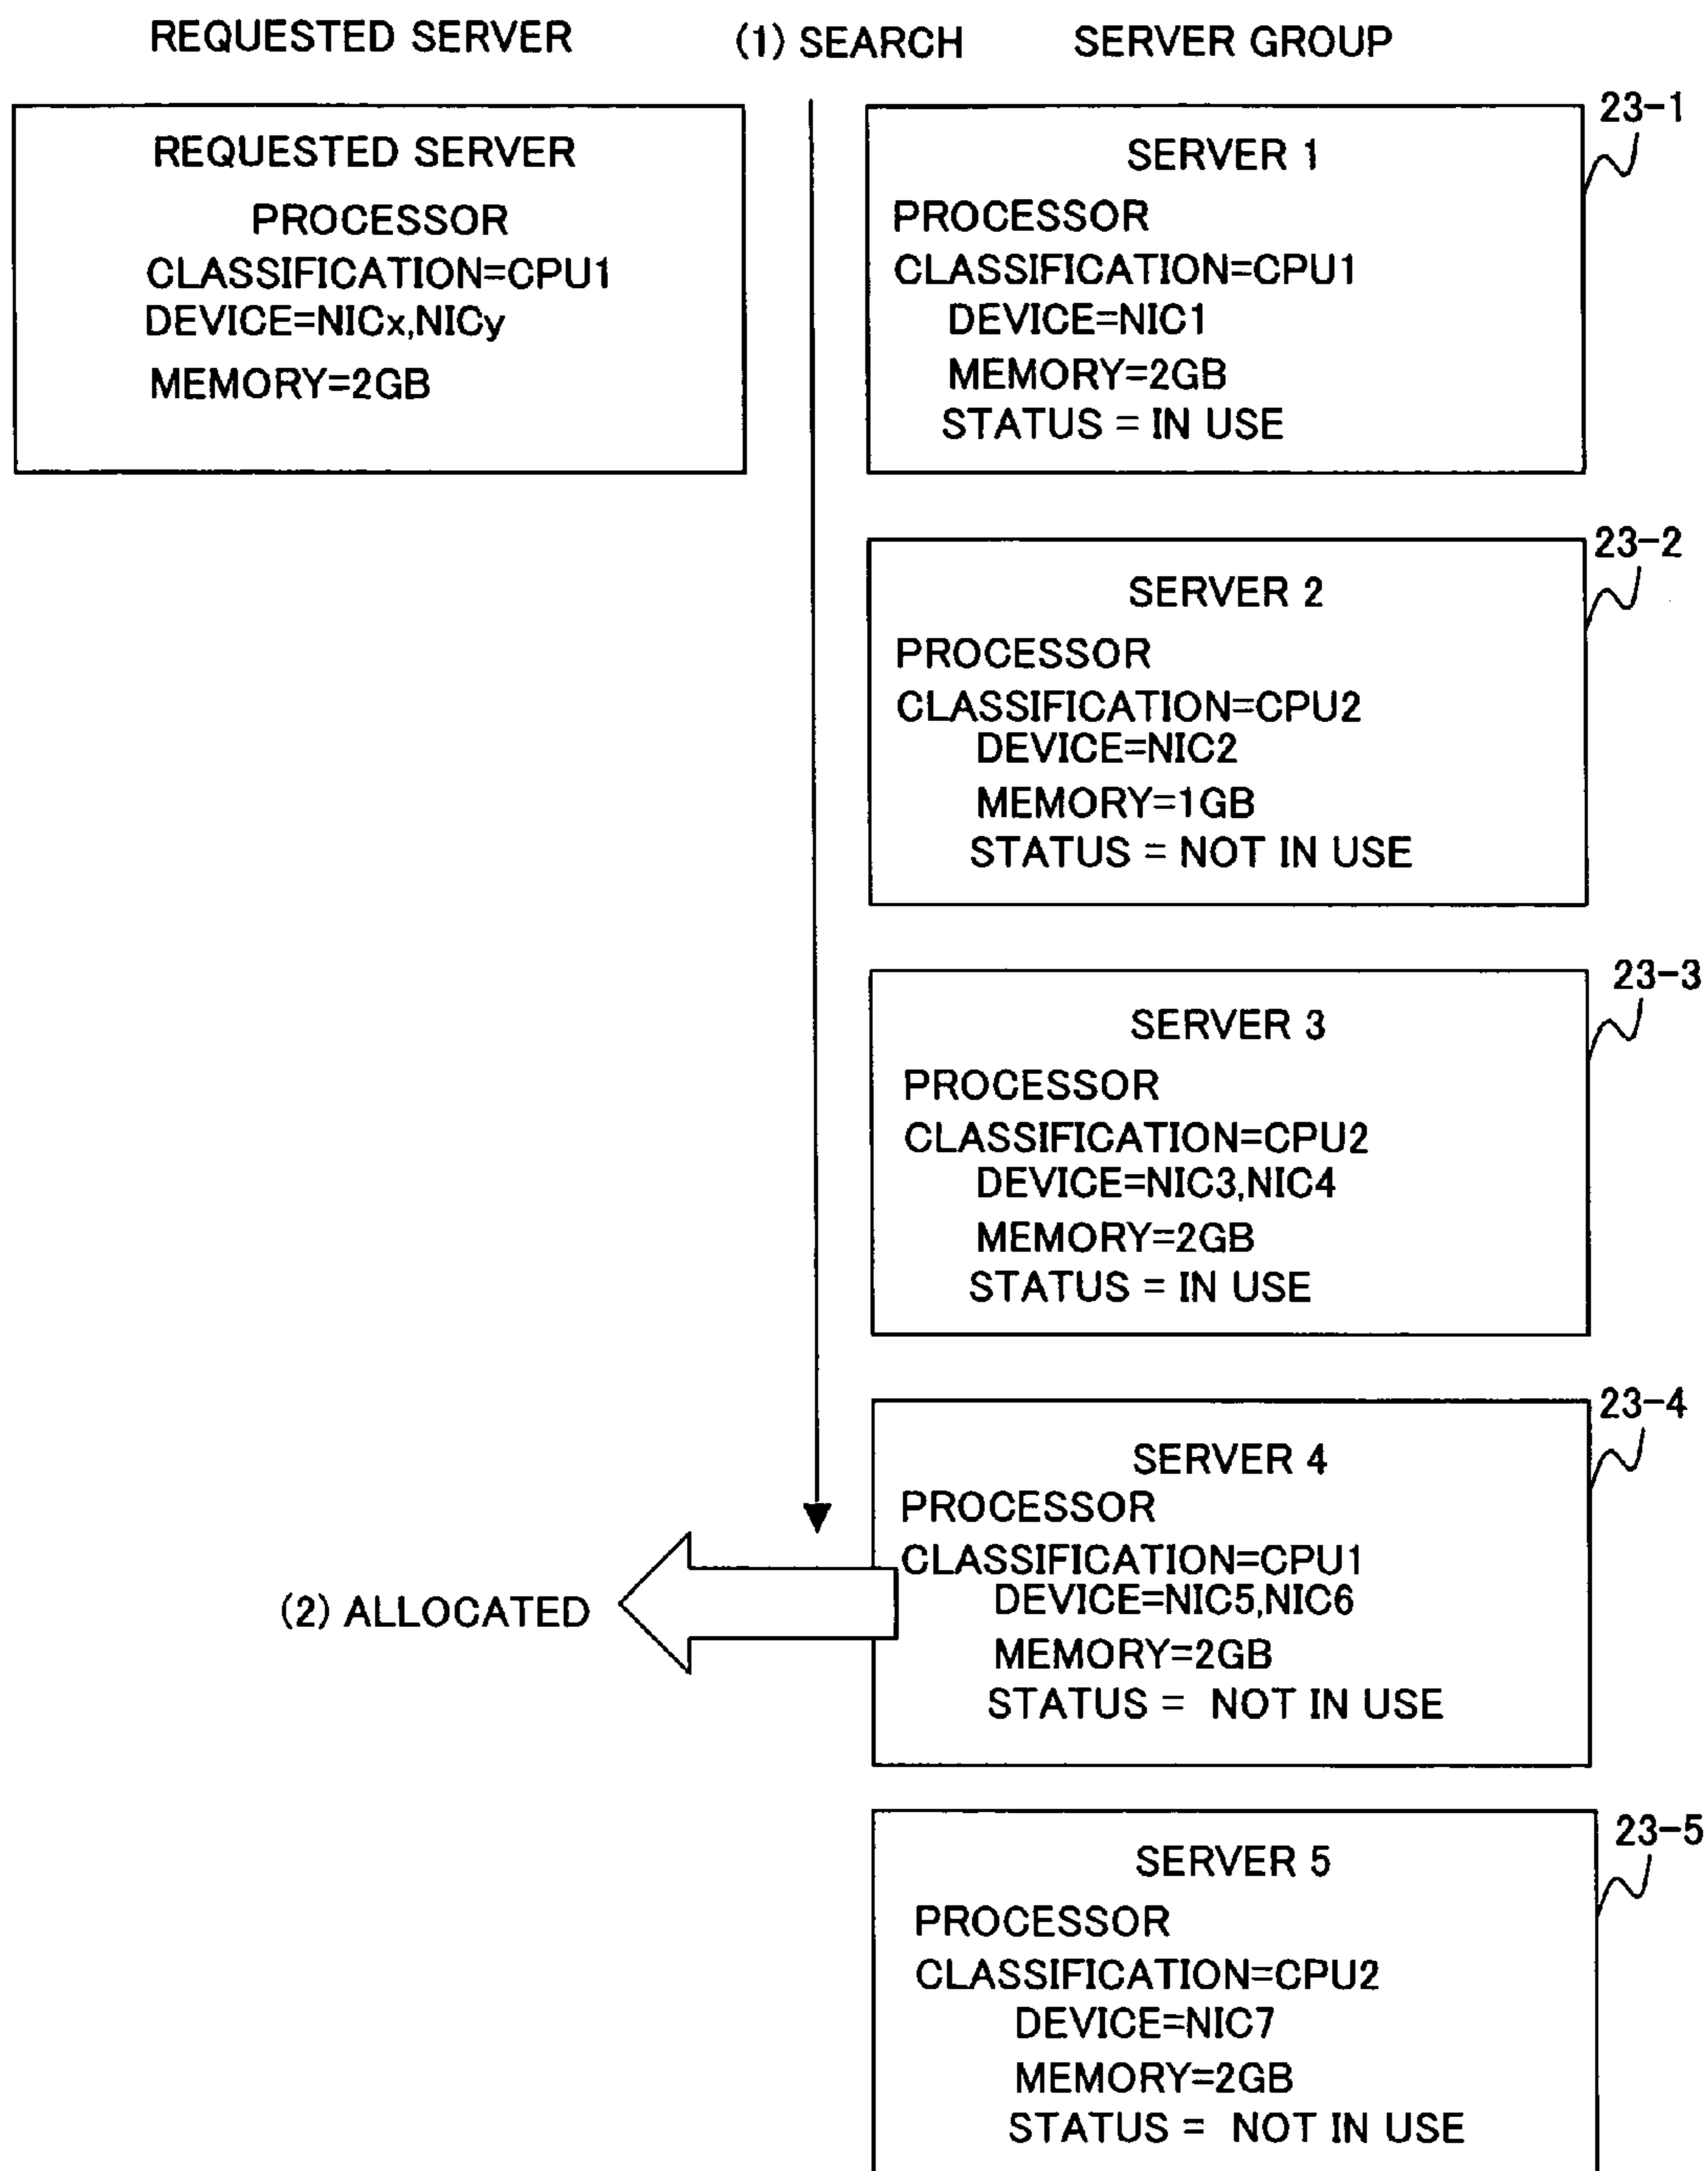 REQUESTED SERVER
(1) SEARCH
SERVER GROUP
REQUESTED SERVER
PROCESSOR
CLASSIFICATION=CPU1
DEVICE=NICx,NICy
MEMORY=2GB
23-1
SERVER 1
PROCESSOR
CLASSIFICATION=CPU1
DEVICE=NIC1
MEMORY=2GB
STATUS = IN USE
23-2
SERVER 2
PROCESSOR
CLASSIFICATION=CPU2
DEVICE=NIC2
MEMORY=1GB
STATUS = NOT IN USE
23-3
SERVER 3
PROCESSOR
CLASSIFICATION=CPU2
DEVICE=NIC3,NIC4
MEMORY=2GB
STATUS = IN USE
23-4
SERVER 4
PROCESSOR
CLASSIFICATION=CPU1
DEVICE=NIC5,NIC6
MEMORY=2GB
STATUS = NOT IN USE
(2) ALLOCATED
23-5
SERVER 5
PROCESSOR
CLASSIFICATION=CPU2
DEVICE=NIC7
MEMORY=2GB
STATUS = NOT IN USE